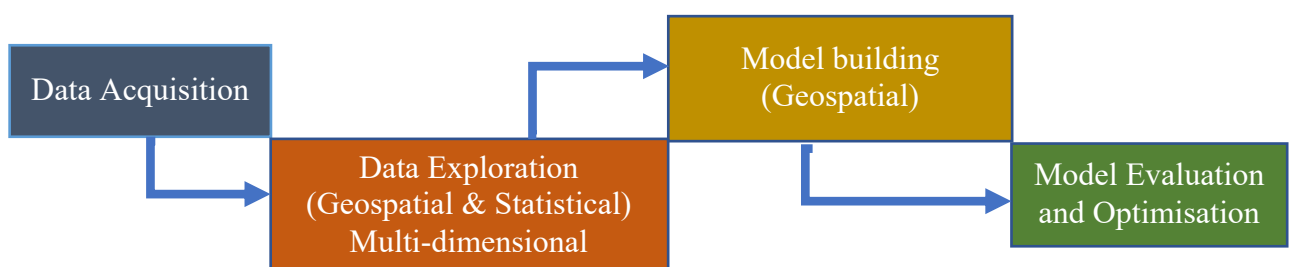 Data Acquisition
Data Exploration
(Geospatial & Statistical)
Multi-dimensional
Model building
(Geospatial)
Model Evaluation
and Optimisation